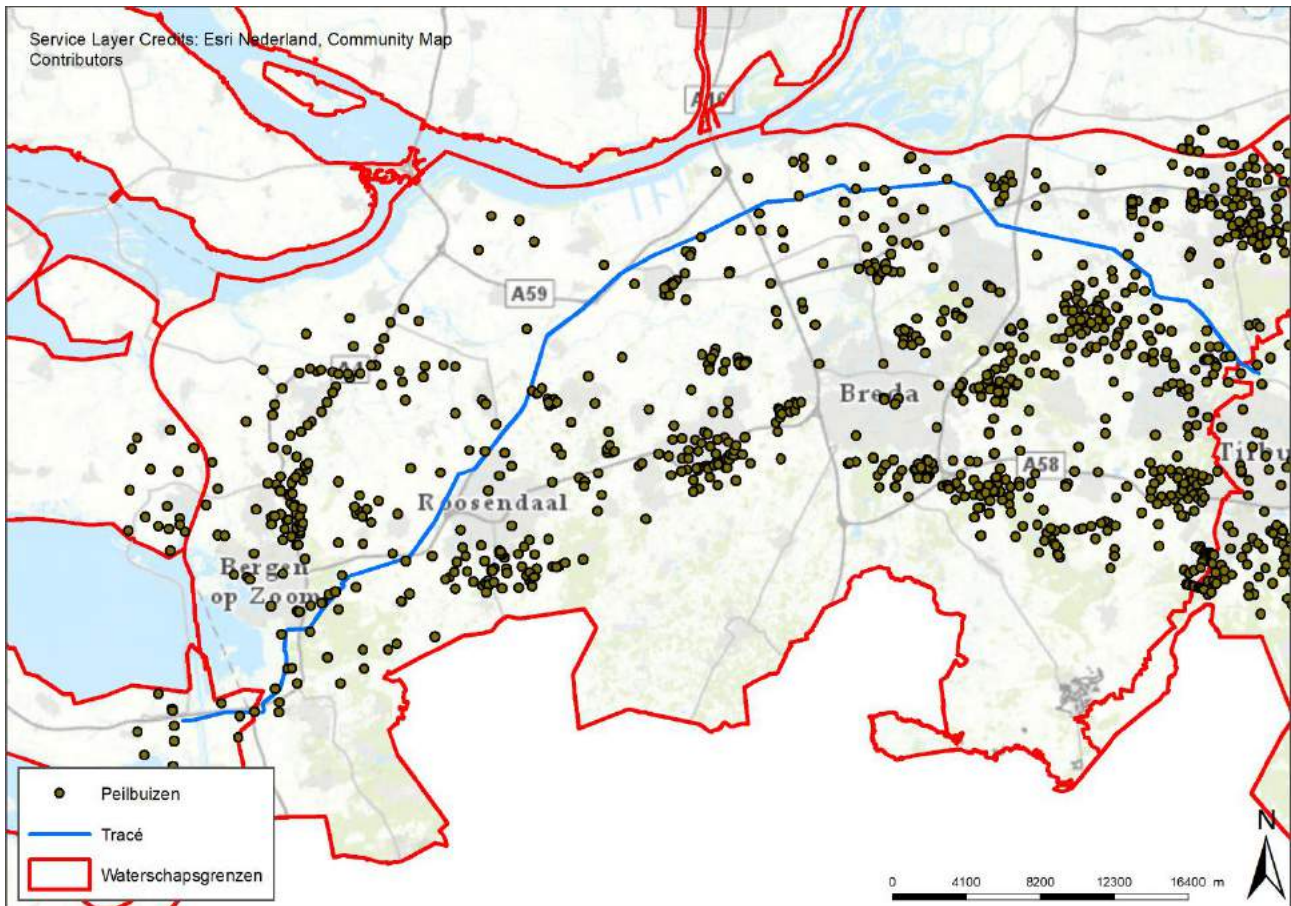 Service Layer Credits: Esri Nederland, Community Map
Contributors
A16
A59
Breda
A58
Roosendaal
Bergen
op Zoom
Peilbuizen
Tracé
Waterschapsgrenzen
N
0 4100 8200 12300 16400 m